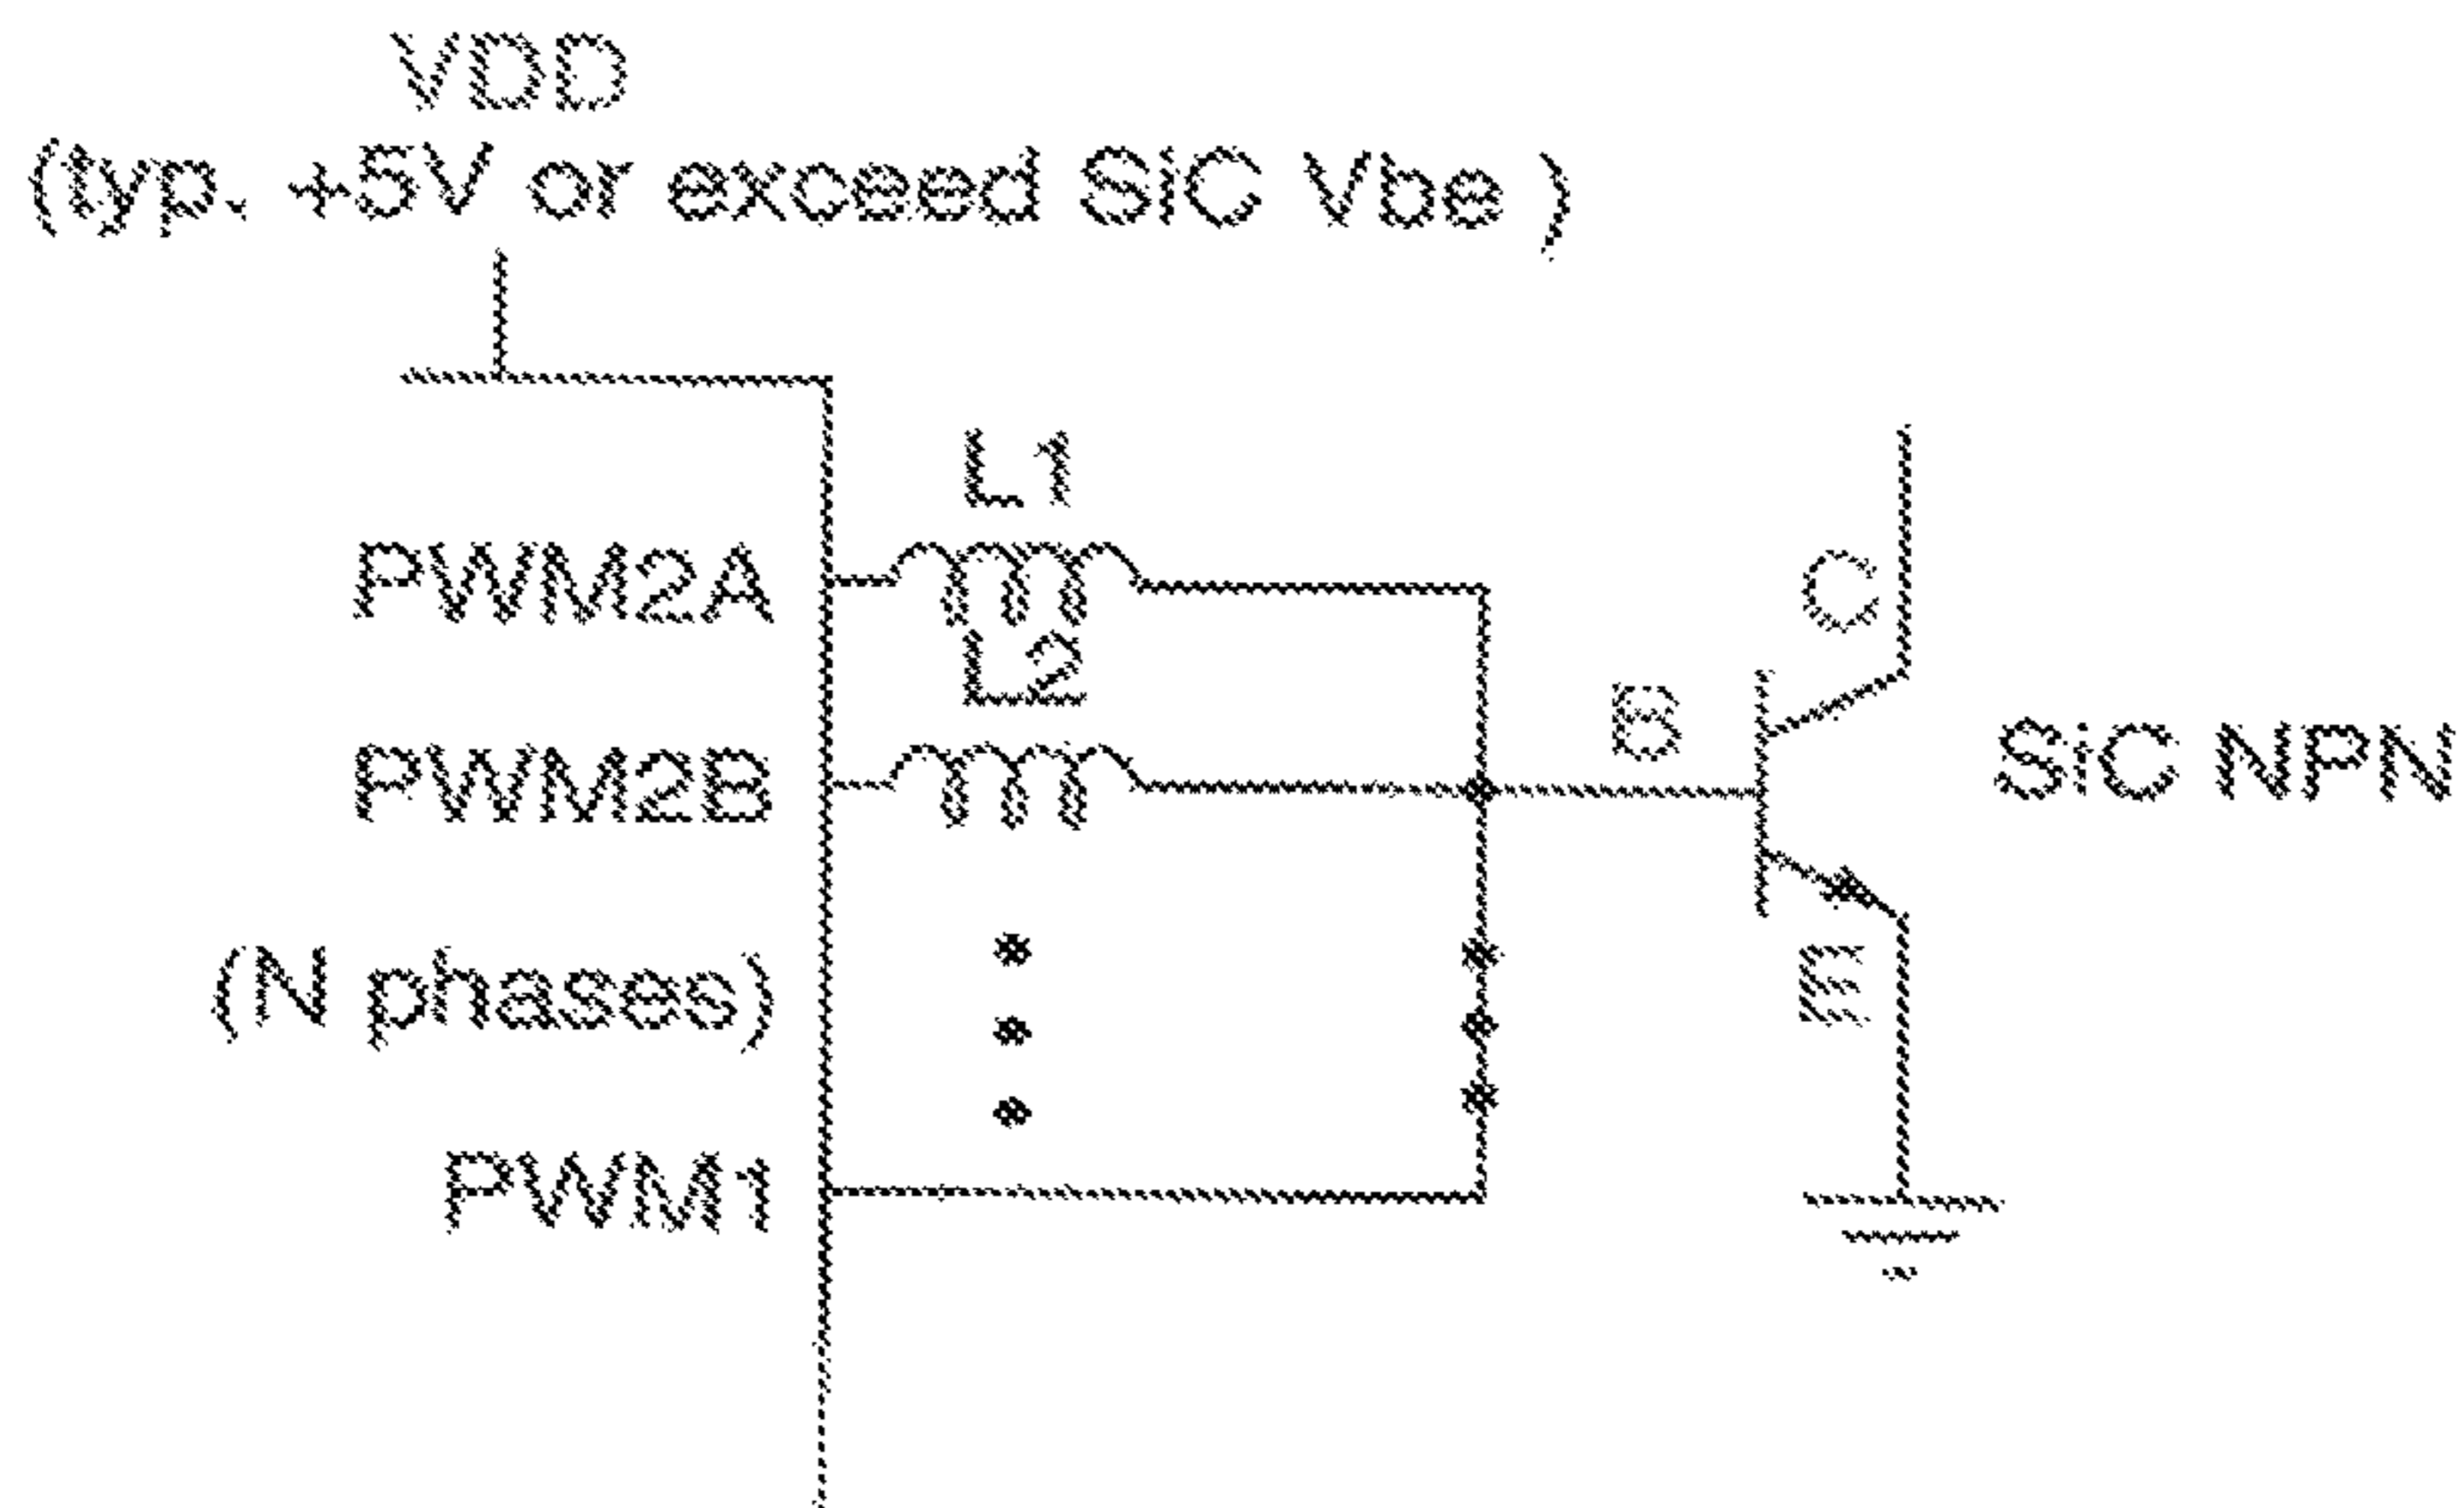 VDD
(typ. +5V or exceed SiC Vbe )
L1
PWM2A
C
L2
B
PWM2B
SiC NPN
(N phases)
E
PWM1